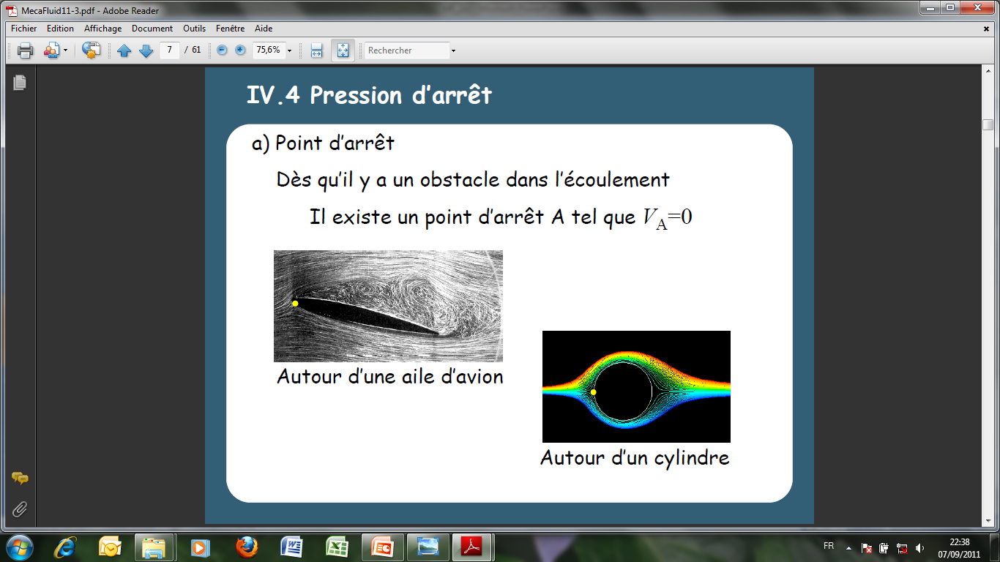 MecaFluid11-3.pdf - Adobe Reader
Fichier Edition Affichage Document Outils Fenêtre Aide
7 / 61 75,6% Rechercher
IV.4 Pression d'arrêt
a) Point d'arrêt
Dès qu'il y a un obstacle dans l'écoulement
Il existe un point d'arrêt A tel que V_A=0
Autour d'une aile d'avion
Autour d'un cylindre
FR 22:38
07/09/2011